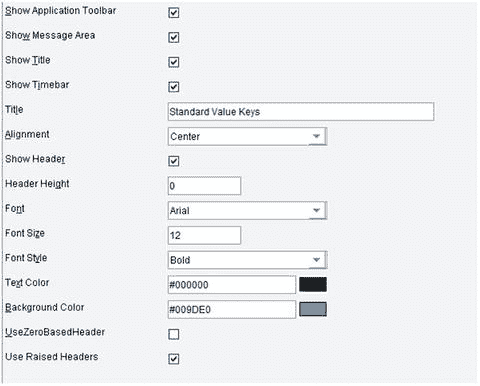 Show Application Toolbar
Show Message Area
Show Title
Show Timebar
Title Standard Value Keys
Alignment Center
Show Header
Header Height 0
Font Arial
Font Size 12
Font Style Bold
Text Color #000000
Background Color #009DE0
UseZeroBasedHeader
Use Raised Headers